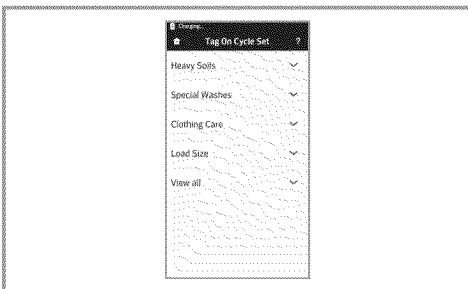 Charging...
Tag On Cycle Set ?
Heavy Soils
Special Washes
Clothing Care
Load Size
View all